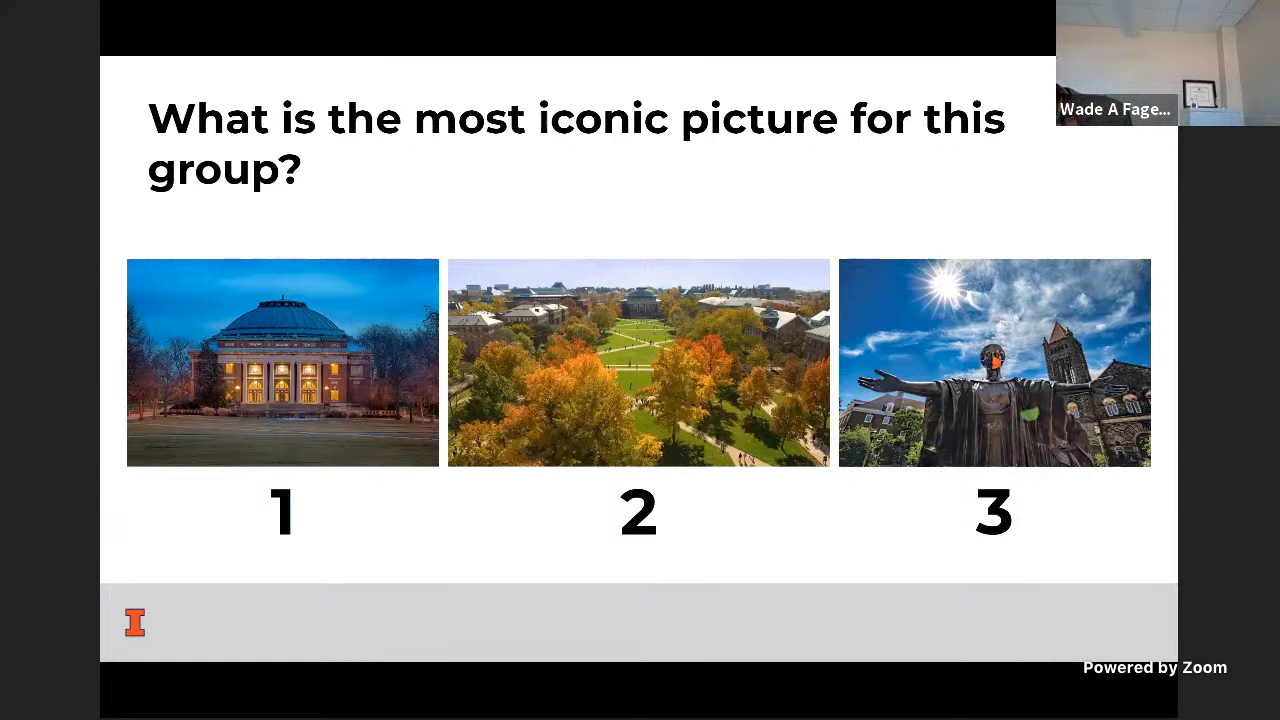 What is the most iconic picture for this
group?
Wade A Fage...
1
2
3
I
Powered by Zoom